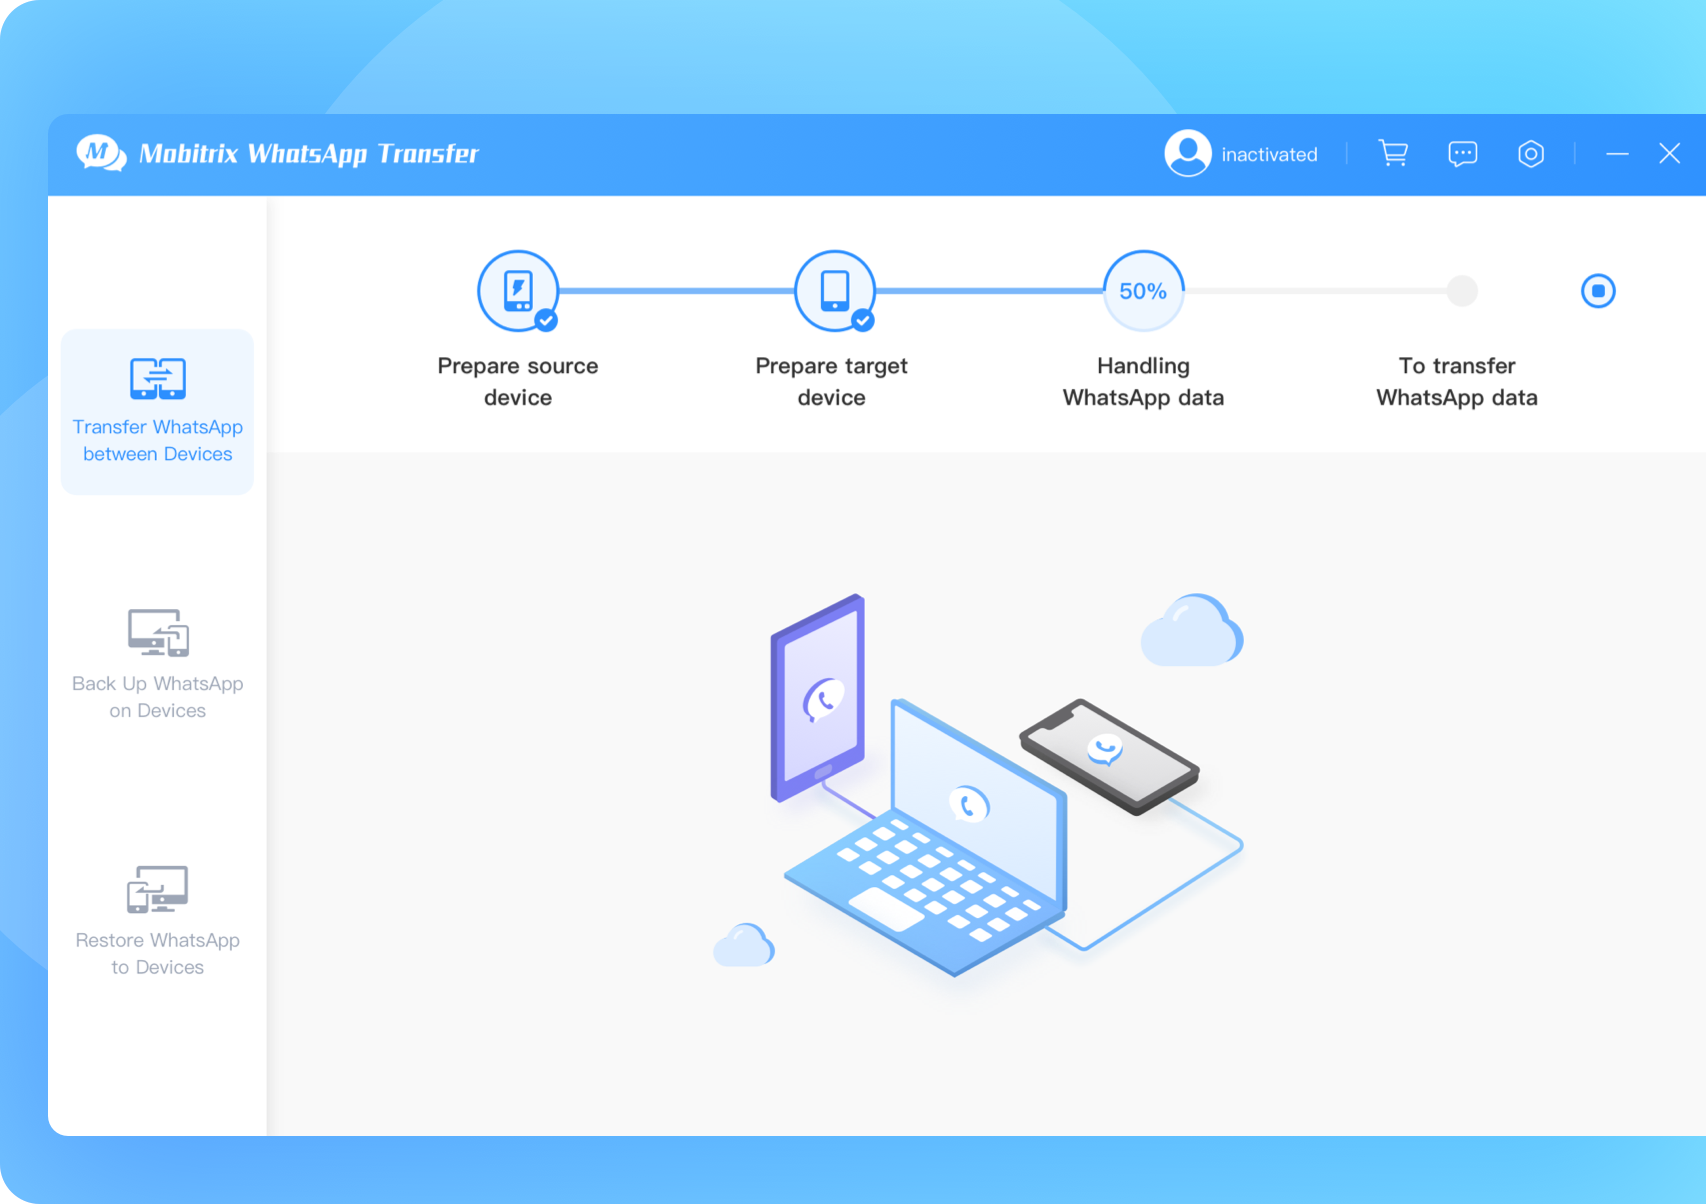 Mobitrix WhatsApp Transfer
inactivated
50%
Prepare source
device
Prepare target
device
Handling
WhatsApp data
To transfer
WhatsApp data
Transfer WhatsApp
between Devices
Back Up WhatsApp
on Devices
Restore WhatsApp
to Devices